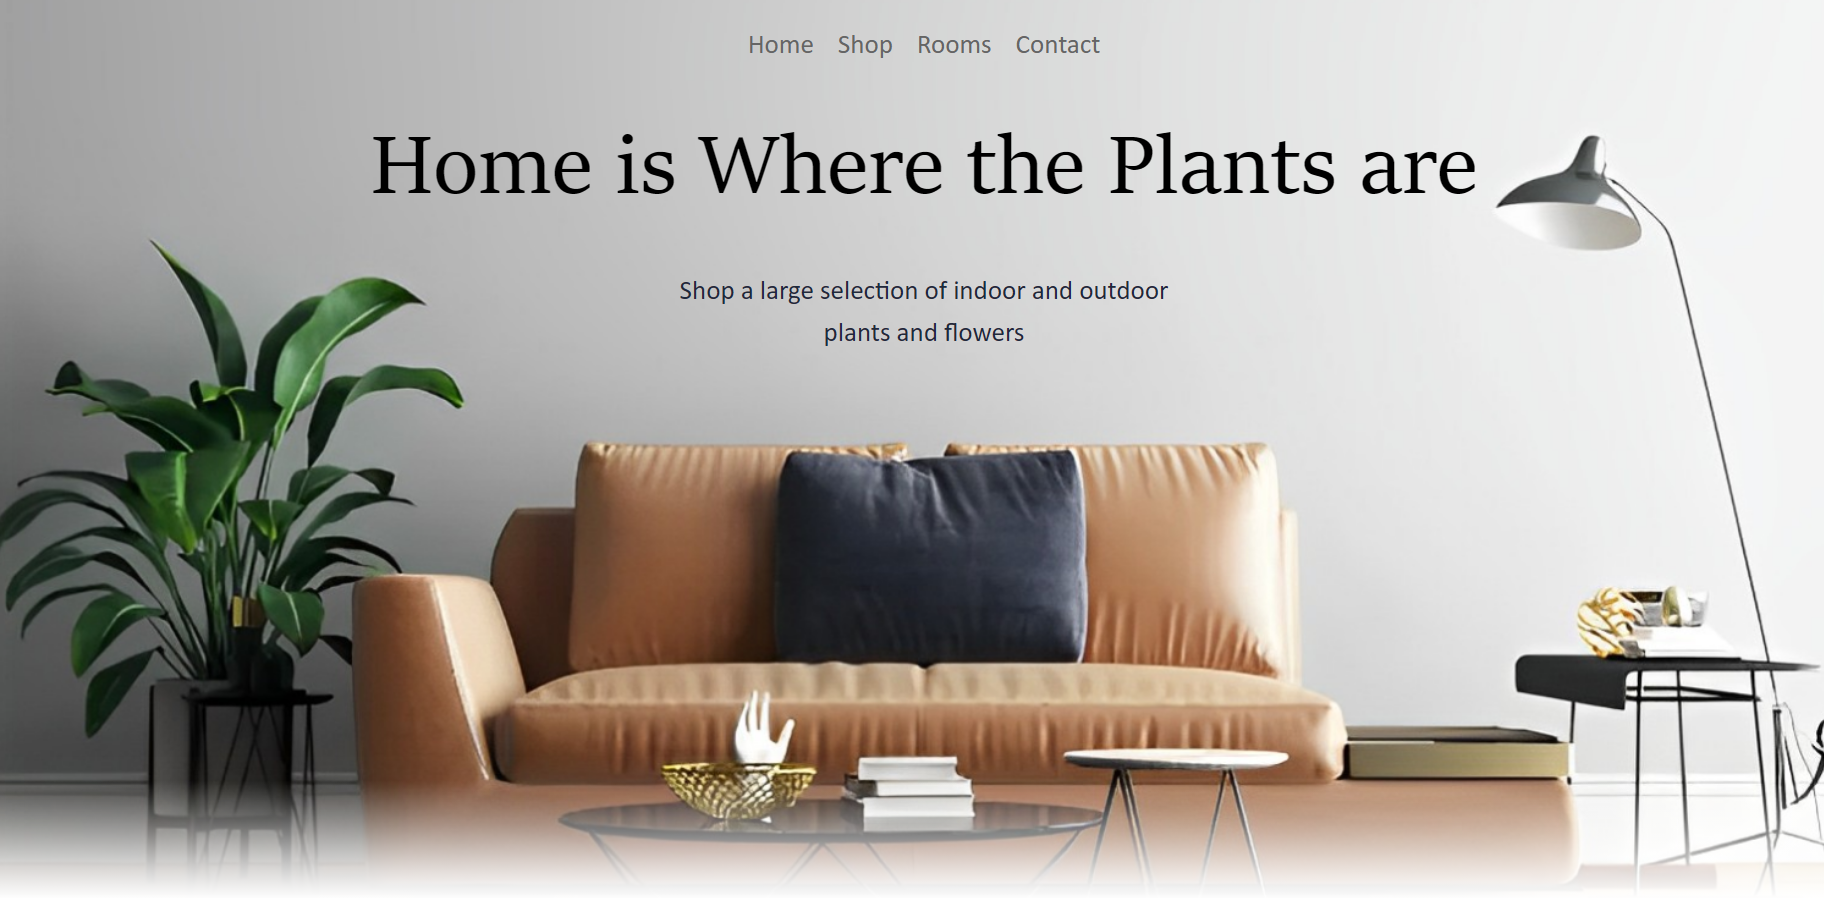 Home Shop Rooms Contact
Home is Where the Plants are
Shop a large selection of indoor and outdoor
plants and flowers